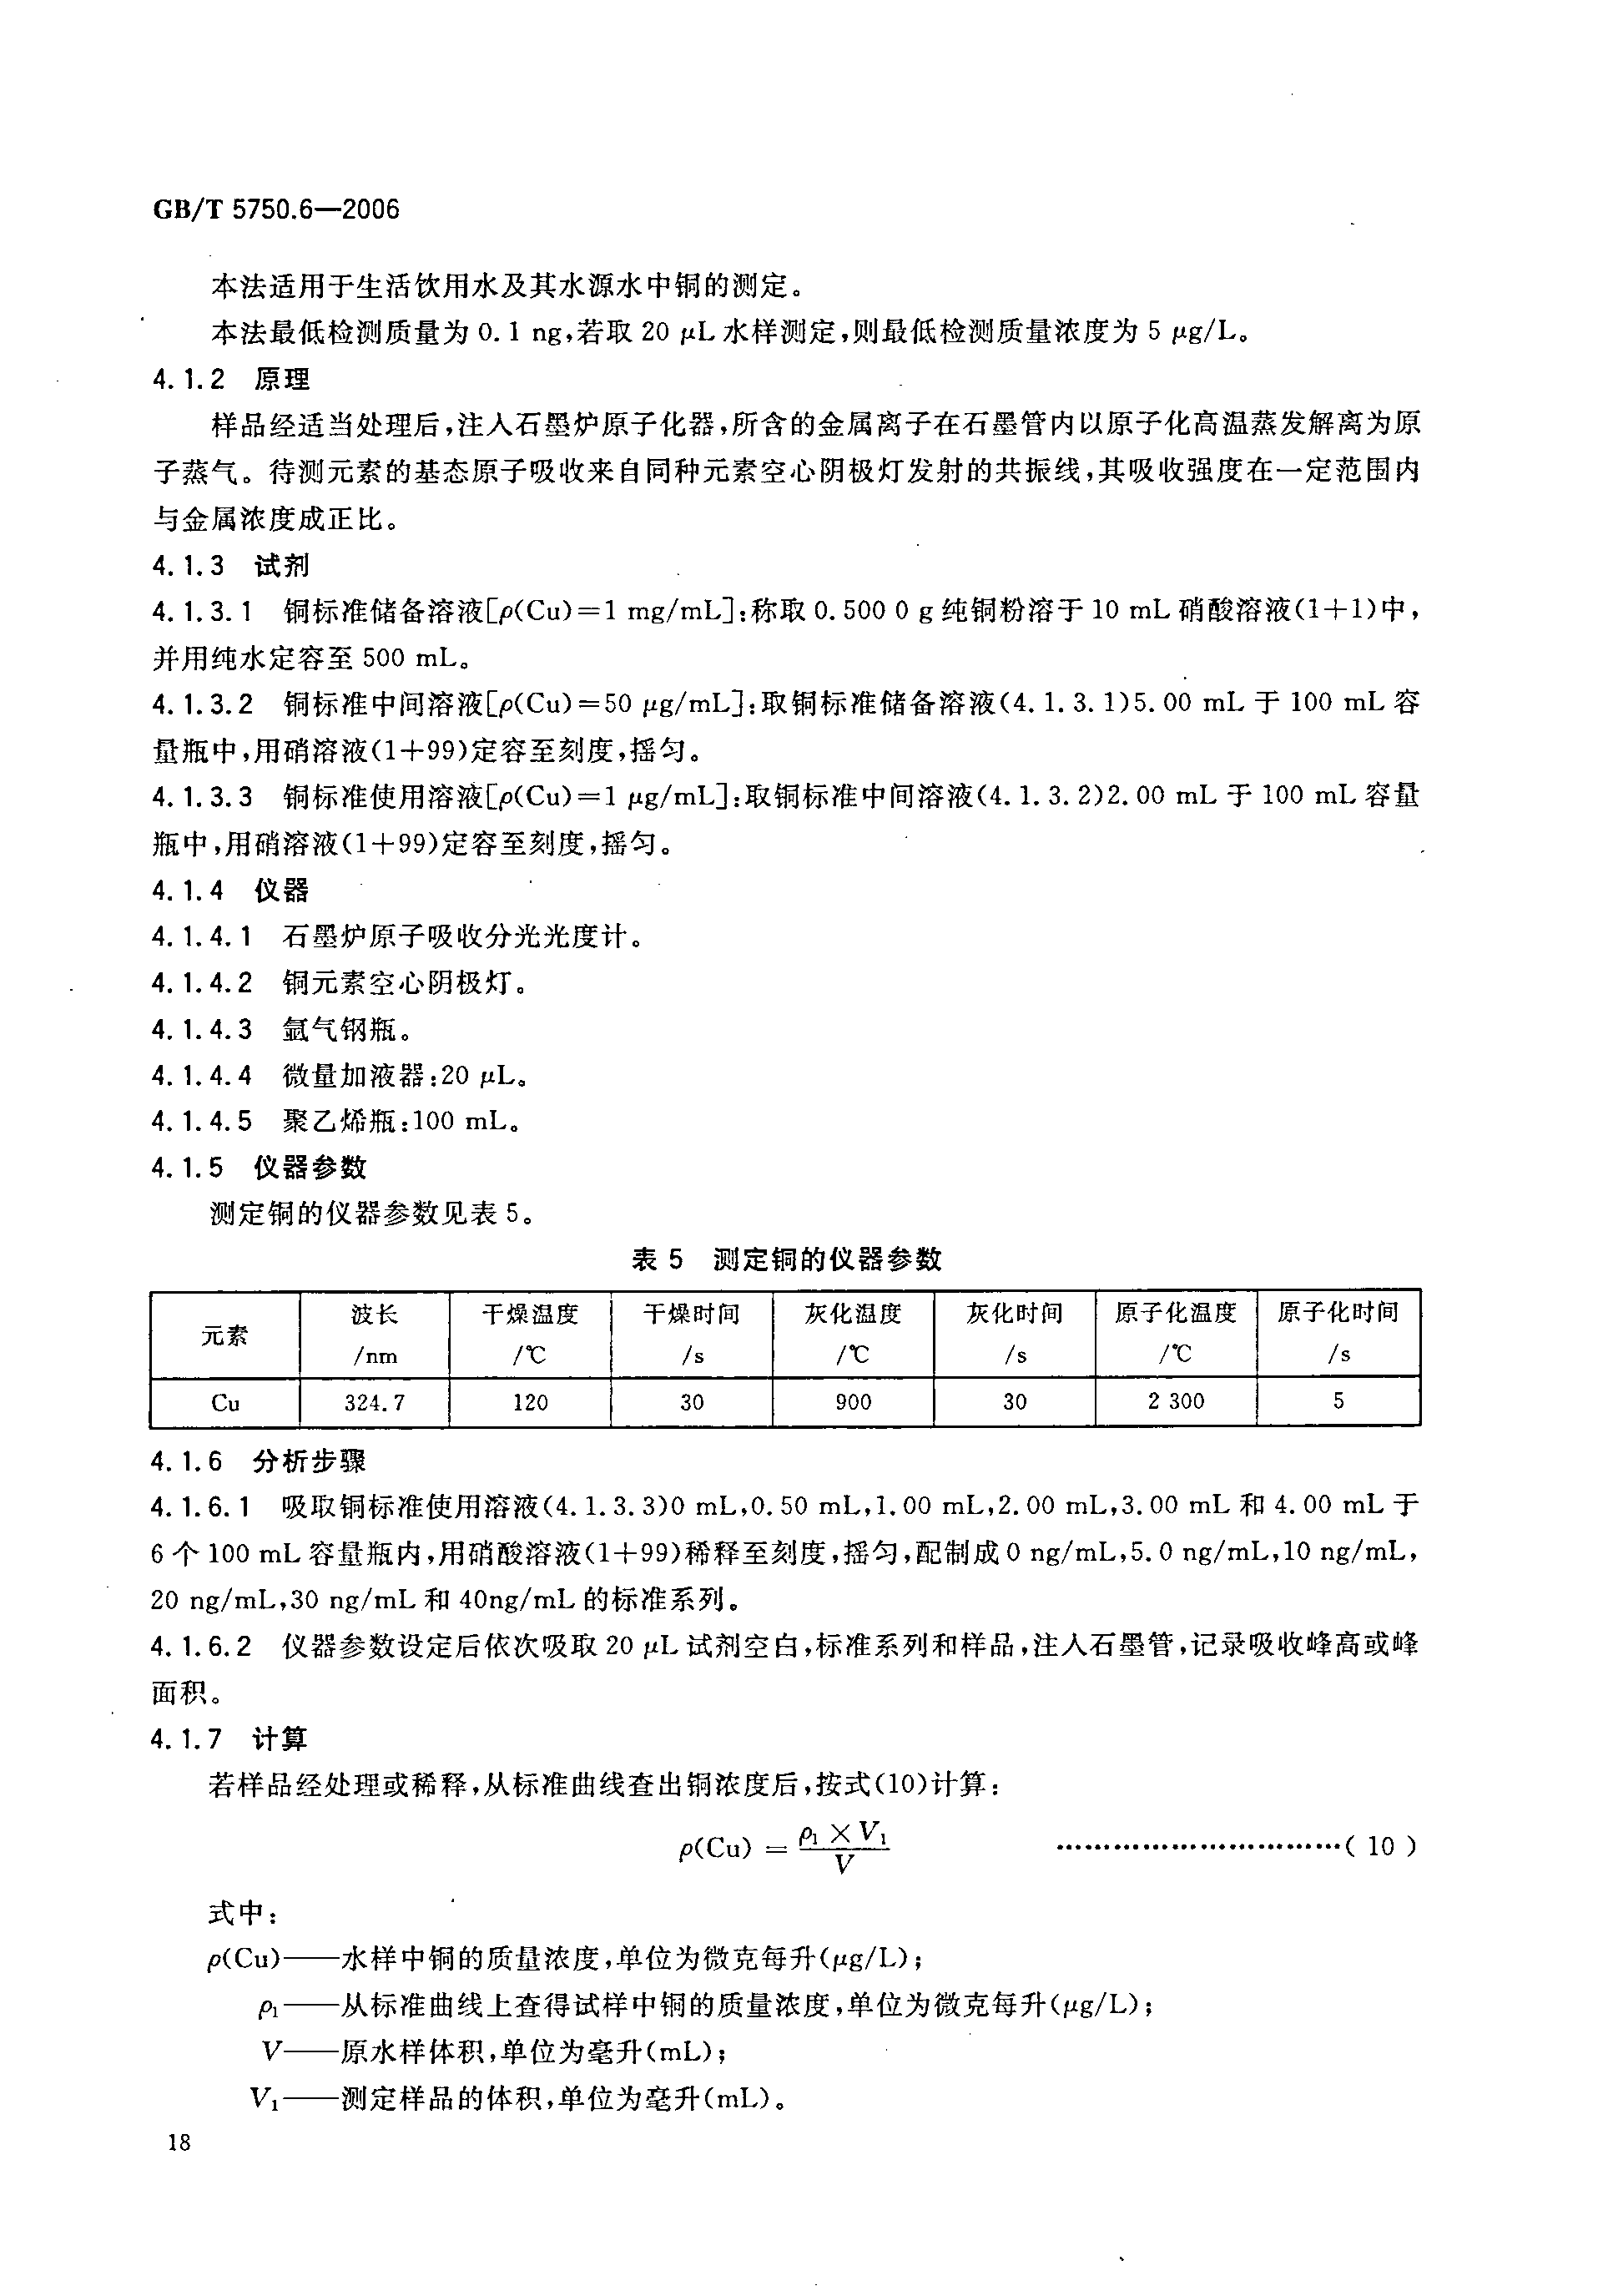 GB/T 5750.6—2006
本法适用于生活饮用水及其水源水中铜的测定。
本法最低检测质量为 0.1 ng,若取 20 μL 水样测定,则最低检测质量浓度为 5 μg/L。
4.1.2 原理
样品经适当处理后,注入石墨炉原子化器,所含的金属离子在石墨管内以原子化高温蒸发解离为原
子蒸气。待测元素的基态原子吸收来自同种元素空心阴极灯发射的共振线,其吸收强度在一定范围内
与金属浓度成正比。
4.1.3 试剂
4.1.3.1 铜标准储备溶液[ρ(Cu)=1 mg/mL]:称取 0.500 0 g 纯铜粉溶于 10 mL 硝酸溶液(1+1)中,
并用纯水定容至 500 mL。
4.1.3.2 铜标准中间溶液[ρ(Cu)=50 μg/mL]:取铜标准储备溶液(4.1.3.1)5.00 mL 于 100 mL 容
量瓶中,用硝溶液(1+99)定容至刻度,摇匀。
4.1.3.3 铜标准使用溶液[ρ(Cu)=1 μg/mL]:取铜标准中间溶液(4.1.3.2)2.00 mL 于 100 mL 容量
瓶中,用硝溶液(1+99)定容至刻度,摇匀。
4.1.4 仪器
4.1.4.1 石墨炉原子吸收分光光度计。
4.1.4.2 铜元素空心阴极灯。
4.1.4.3 氩气钢瓶。
4.1.4.4 微量加液器:20 μL。
4.1.4.5 聚乙烯瓶:100 mL。
4.1.5 仪器参数
测定铜的仪器参数见表 5。
表 5 测定铜的仪器参数
元素 波长/nm 干燥温度/℃ 干燥时间/s 灰化温度/℃ 灰化时间/s 原子化温度/℃ 原子化时间/s
Cu 324.7 120 30 900 30 2 300 5
4.1.6 分析步骤
4.1.6.1 吸取铜标准使用溶液(4.1.3.3)0 mL,0.50 mL,1.00 mL,2.00 mL,3.00 mL 和 4.00 mL 于
6 个 100 mL 容量瓶内,用硝酸溶液(1+99)稀释至刻度,摇匀,配制成 0 ng/mL,5.0 ng/mL,10 ng/mL,
20 ng/mL,30 ng/mL 和 40ng/mL 的标准系列。
4.1.6.2 仪器参数设定后依次吸取 20 μL 试剂空白,标准系列和样品,注入石墨管,记录吸收峰高或峰
面积。
4.1.7 计算
若样品经处理或稀释,从标准曲线查出铜浓度后,按式(10)计算:
ρ(Cu) = ρ₁ × V₁ / V ……………………………( 10 )
式中:
ρ(Cu)——水样中铜的质量浓度,单位为微克每升(μg/L);
ρ₁——从标准曲线上查得试样中铜的质量浓度,单位为微克每升(μg/L);
V——原水样体积,单位为毫升(mL);
V₁——测定样品的体积,单位为毫升(mL)。
18